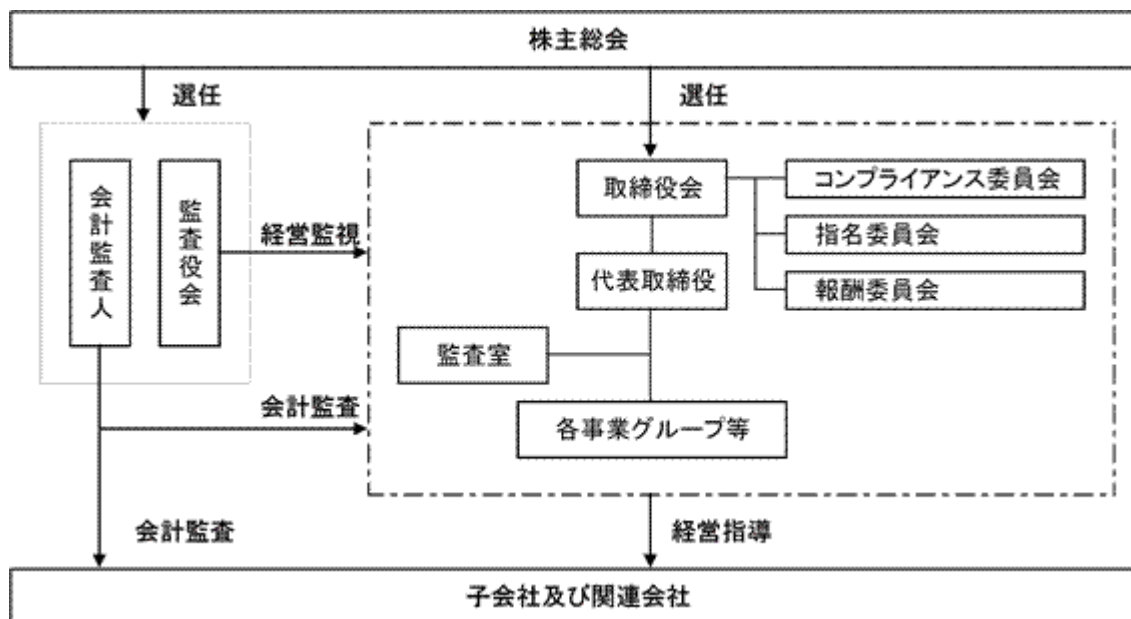 株主総会
選任
選任
会計監査人
監査役会
経営監視
取締役会
コンプライアンス委員会
指名委員会
代表取締役
報酬委員会
監査室
会計監査
各事業グループ等
会計監査
経営指導
子会社及び関連会社